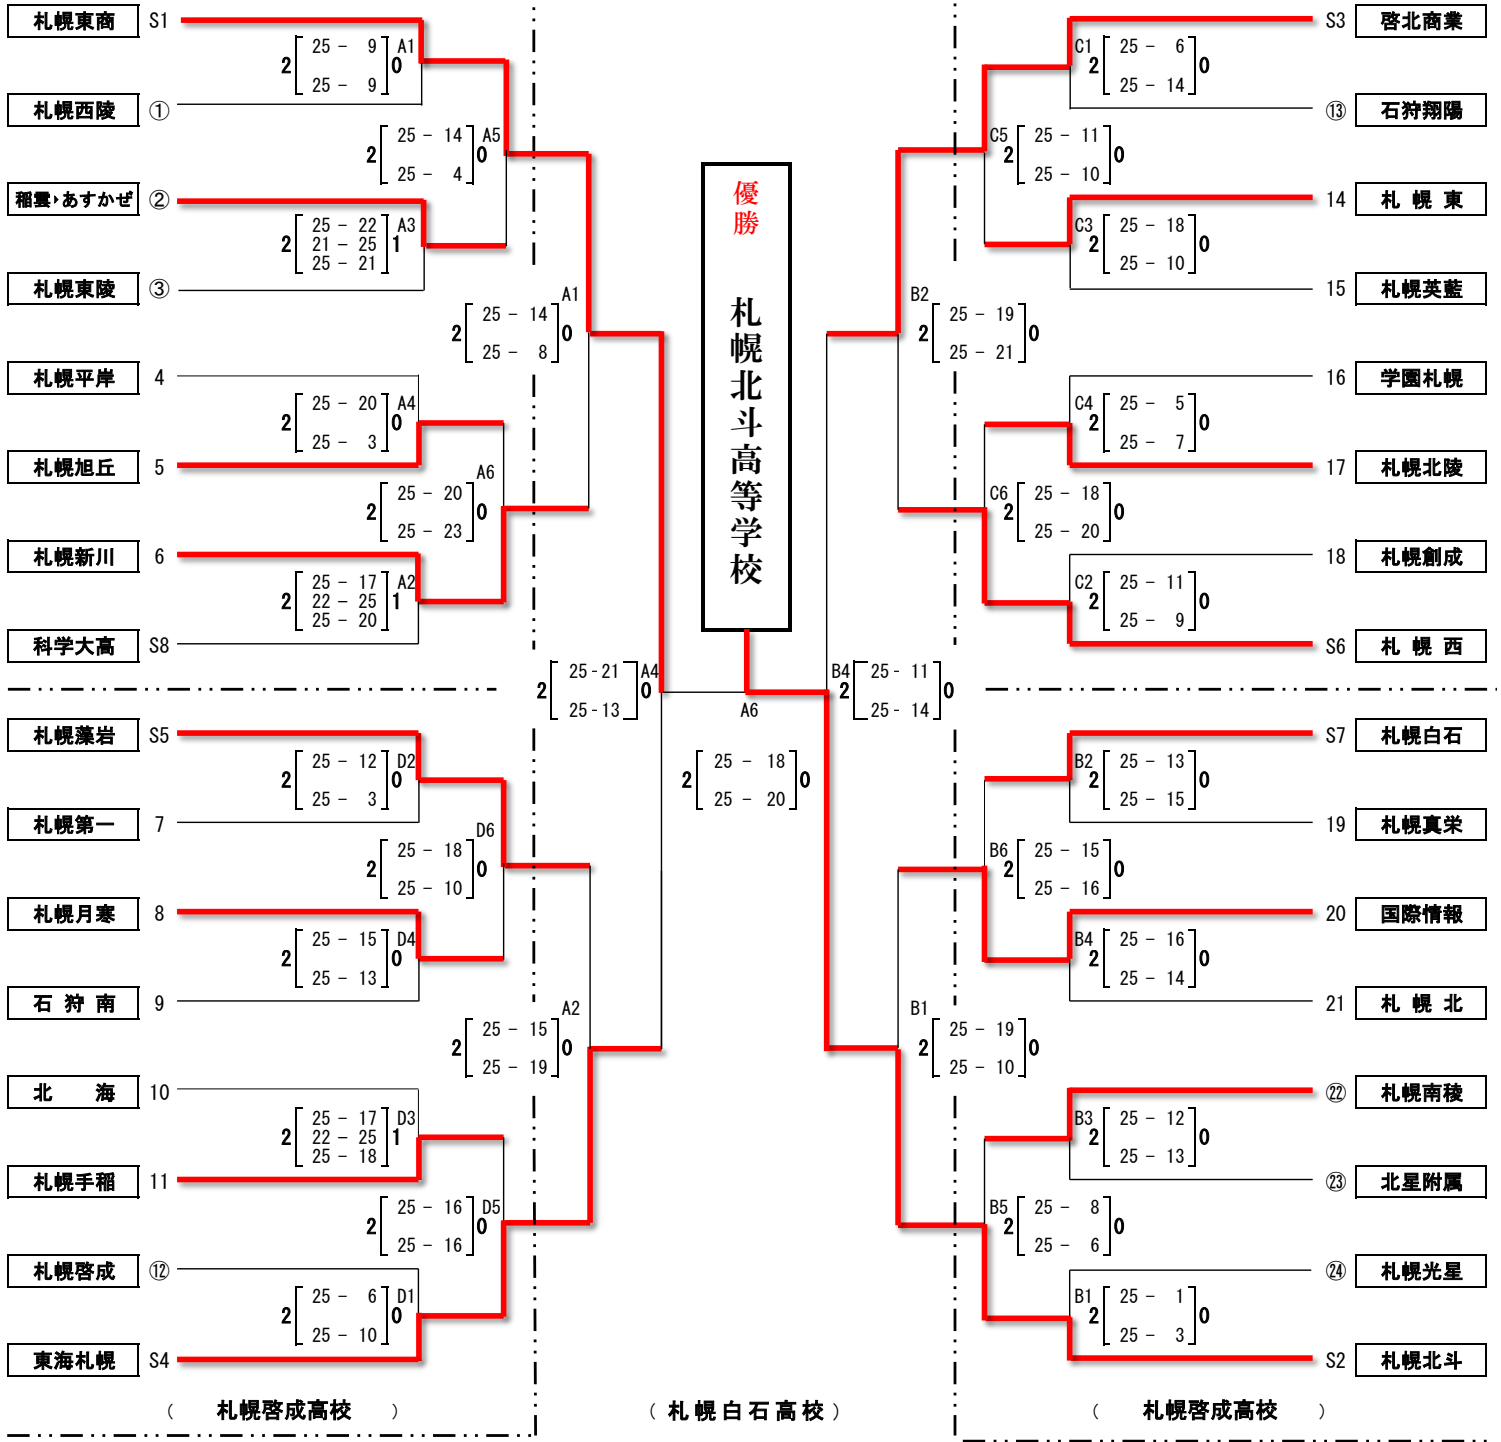 札幌東商 S1
25 - 9 A1
2 0
25 - 9
札幌西陵 ①
25 - 14 A5
2 0
25 - 4
稲雲・あすかぜ ②
25 - 22 A3
2 21 - 25 1
25 - 21
札幌東陵 ③
A1
25 - 14
2 0
25 - 8
札幌平岸 4
25 - 20 A4
2 0
25 - 3
札幌旭丘 5
A6
25 - 20
2 0
25 - 23
札幌新川 6
25 - 17 A2
2 22 - 25 1
25 - 20
科学大高 S8
25 - 21 A4
2 0
25 - 13
札幌藻岩 S5
25 - 12 D2
2 0
25 - 3
札幌第一 7
D6
25 - 18
2 0
25 - 10
札幌月寒 8
25 - 15 D4
2 0
25 - 13
石狩南 9
A2
25 - 15
2 0
25 - 19
北海 10
25 - 17 D3
2 22 - 25 1
25 - 18
札幌手稲 11
25 - 16 D5
2 0
25 - 16
札幌啓成 ⑫
25 - 6 D1
2 0
25 - 10
東海札幌 S4
( 札幌啓成高校 )
優勝
札幌北斗高等学校
A6
25 - 18
2 0
25 - 20
( 札幌白石高校 )
S3 啓北商業
C1 25 - 6
2 0
25 - 14
⑬ 石狩翔陽
C5 25 - 11
2 0
25 - 10
14 札幌東
C3 25 - 18
2 0
25 - 10
15 札幌英藍
B2
25 - 19
2 0
25 - 21
16 学園札幌
C4 25 - 5
2 0
25 - 7
17 札幌北陵
C6 25 - 18
2 0
25 - 20
18 札幌創成
C2 25 - 11
2 0
25 - 9
S6 札幌西
B4 25 - 11
2 0
25 - 14
S7 札幌白石
B2 25 - 13
2 0
25 - 15
19 札幌真栄
B6 25 - 15
2 0
25 - 16
20 国際情報
B4 25 - 16
2 0
25 - 14
21 札幌北
B1
25 - 19
2 0
25 - 10
㉒ 札幌南稜
B3 25 - 12
2 0
25 - 13
㉓ 北星附属
B5 25 - 8
2 0
25 - 6
㉔ 札幌光星
B1 25 - 1
2 0
25 - 3
S2 札幌北斗
( 札幌啓成高校 )